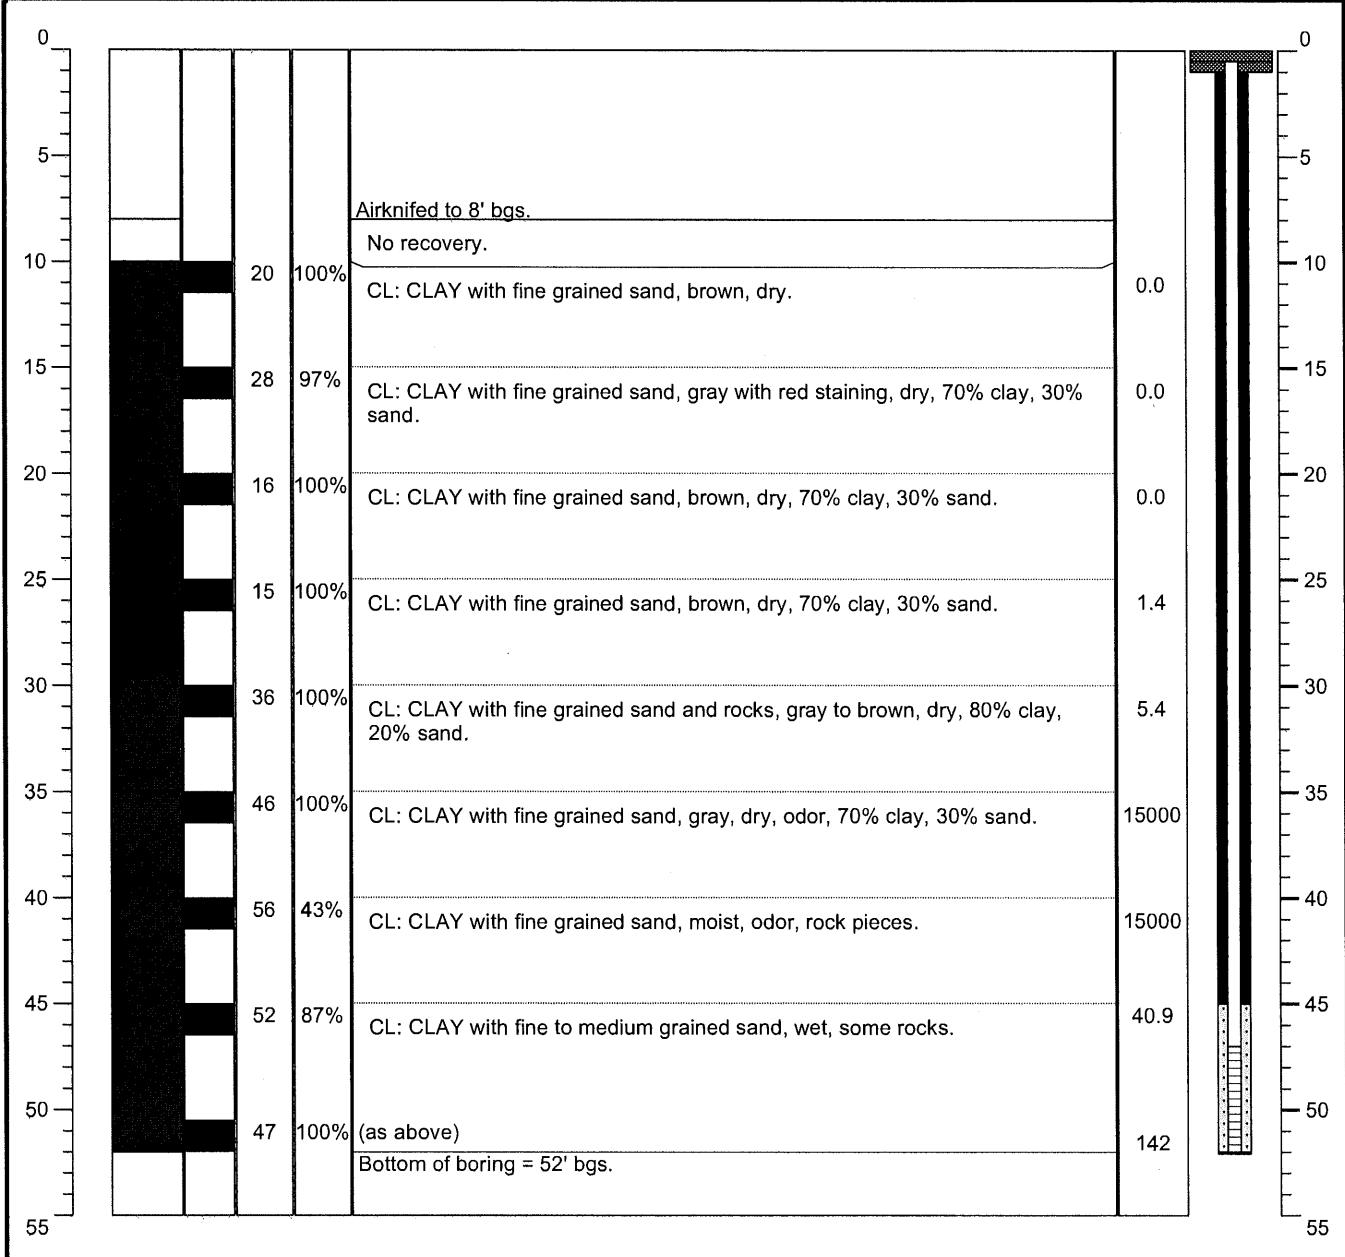 0 0
5 5
Airknifed to 8' bgs.
No recovery.
10 20 100% 10
CL: CLAY with fine grained sand, brown, dry. 0.0
15 28 97% 15
CL: CLAY with fine grained sand, gray with red staining, dry, 70% clay, 30% 0.0
sand.
20 16 100% 20
CL: CLAY with fine grained sand, brown, dry, 70% clay, 30% sand. 0.0
25 15 100% 25
CL: CLAY with fine grained sand, brown, dry, 70% clay, 30% sand. 1.4
30 36 100% 30
CL: CLAY with fine grained sand and rocks, gray to brown, dry, 80% clay, 5.4
20% sand.
35 46 100% 35
CL: CLAY with fine grained sand, gray, dry, odor, 70% clay, 30% sand. 15000
40 56 43% 40
CL: CLAY with fine grained sand, moist, odor, rock pieces. 15000
45 52 87% 45
CL: CLAY with fine to medium grained sand, wet, some rocks. 40.9
50 50
47 100% (as above) 142
Bottom of boring = 52' bgs.
55 55